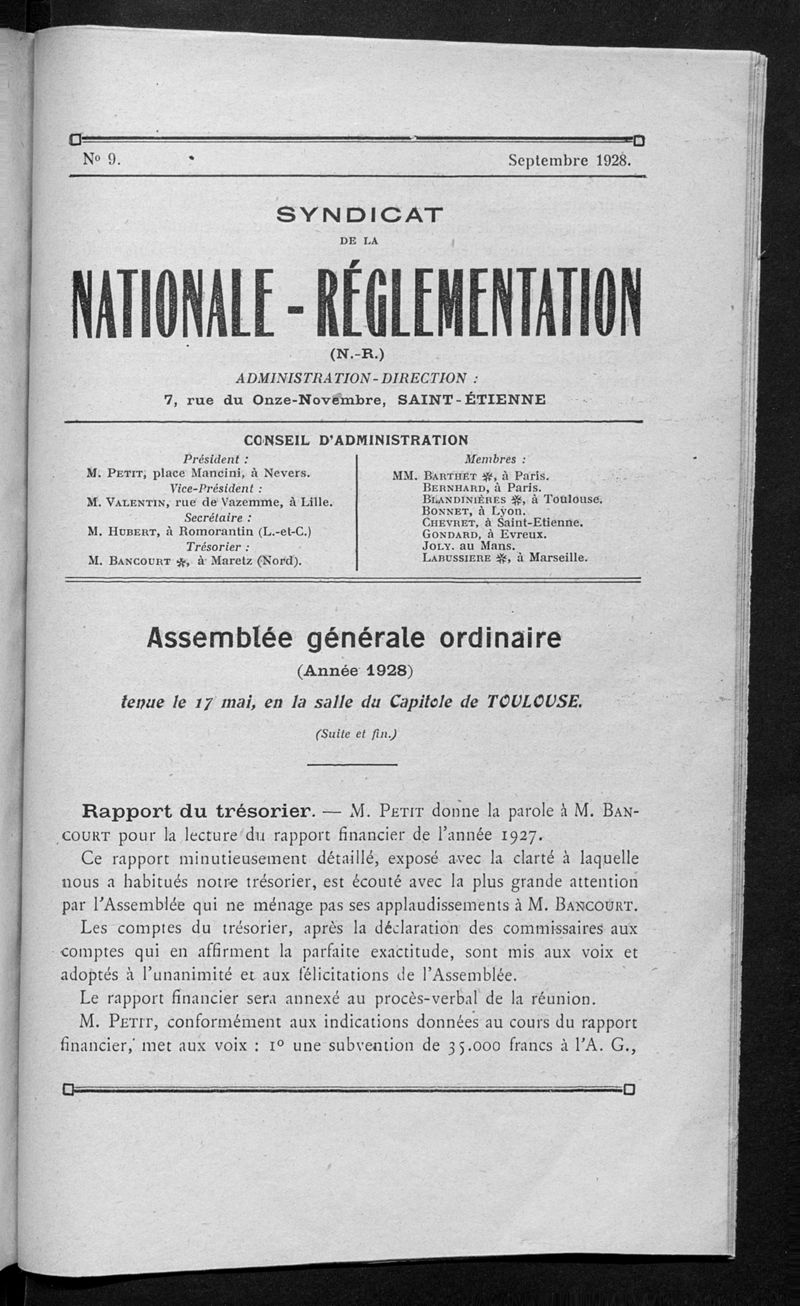 Nº 9.
Septembre 1928.
SYNDICAT
DE LA
NATIONALE - RÉGLEMENTATION
(N.-R.)
ADMINISTRATION-DIRECTION :
7, rue du Onze-Novembre, SAINT-ÉTIENNE
CONSEIL D'ADMINISTRATION
Président :
M. PETIT, place Mancini, à Nevers.
Vice-Président :
M. VALENTIN, rue de Vazemme, à Lille.
Secrétaire :
M. HUBERT, à Romorantin (L.-et-C.)
Trésorier :
M. BANCOURT ✻, à Maretz (Nord).
Membres :
MM. BARTHET ✻, à Paris.
BERNHARD, à Paris.
BLANDINIÈRES ✻, à Toulouse.
BONNET, à Lyon.
CHEVRET, à Saint-Etienne.
GONDARD, à Evreux.
JOLY. au Mans.
LABUSSIERE ✻, à Marseille.
Assemblée générale ordinaire
(Année 1928)
tenue le 17 mai, en la salle du Capitole de TOULOUSE.
(Suite et fin.)
Rapport du trésorier. — M. PETIT donne la parole à M. BAN-
COURT pour la lecture du rapport financier de l'année 1927.
Ce rapport minutieusement détaillé, exposé avec la clarté à laquelle
nous a habitués notre trésorier, est écouté avec la plus grande attention
par l'Assemblée qui ne ménage pas ses applaudissements à M. BANCOURT.
Les comptes du trésorier, après la déclaration des commissaires aux
comptes qui en affirment la parfaite exactitude, sont mis aux voix et
adoptés à l'unanimité et aux félicitations de l'Assemblée.
Le rapport financier sera annexé au procès-verbal de la réunion.
M. PETIT, conformément aux indications données au cours du rapport
financier, met aux voix : 1º une subvention de 35.000 francs à l'A. G.,